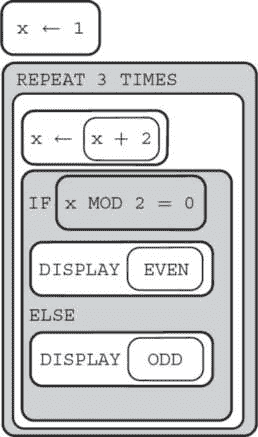 x ← 1
REPEAT 3 TIMES
x ← x + 2
IF x MOD 2 = 0
DISPLAY EVEN
ELSE
DISPLAY ODD